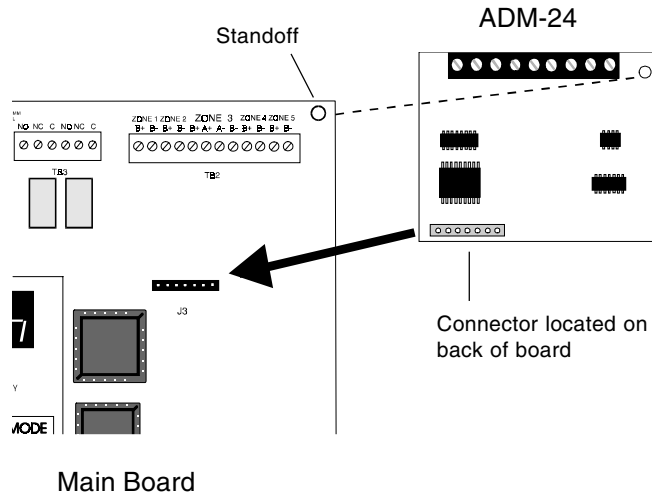 ADM-24
Standoff
ZONE 1 ZONE 2 ZONE 3 ZONE 4 ZONE 5
NO NC C NO NC C
B+ B- B+ B- B+ A+ A- B- B+ B- B+ B-
TB3
TB2
J3
7
Y
MODE
Connector located on
back of board
Main Board